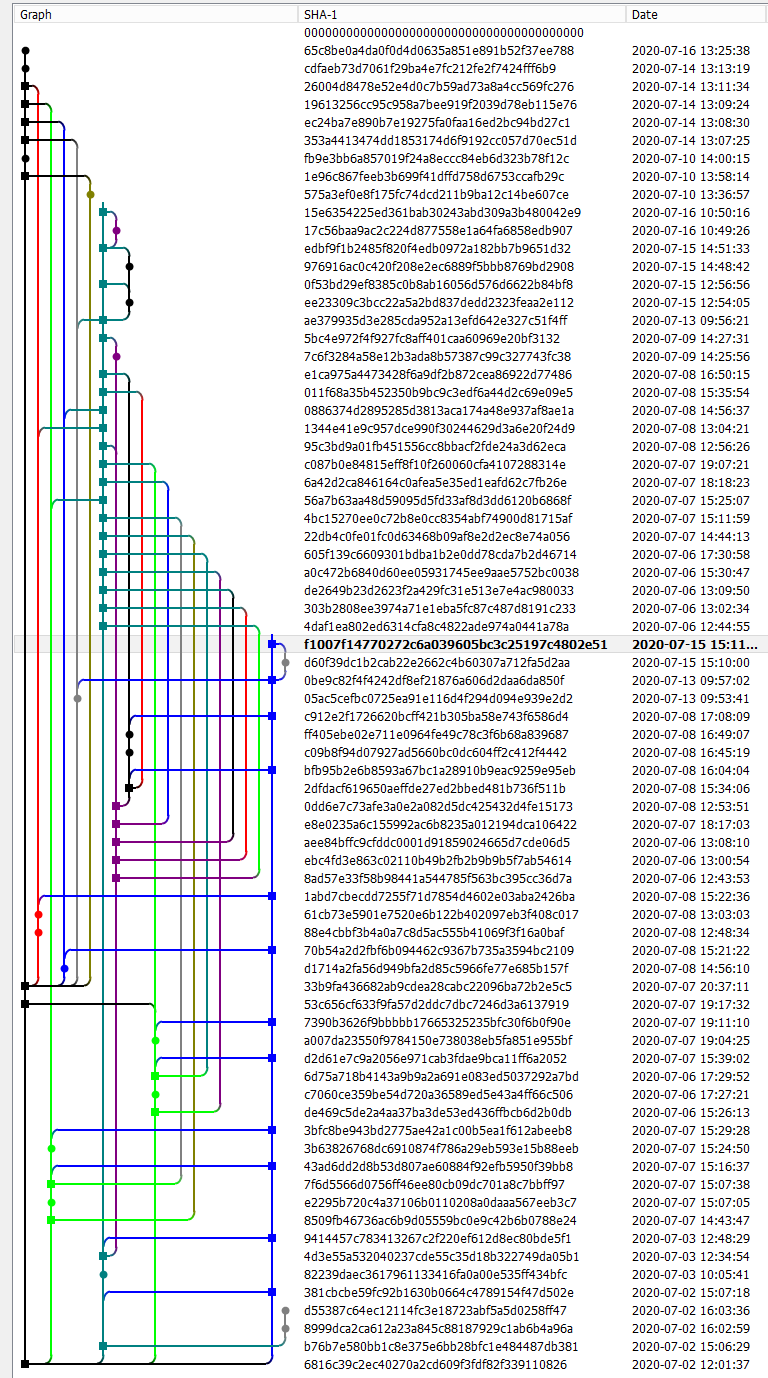 Graph SHA-1 Date
0000000000000000000000000000000000000000
65c8be0a4da0f0d4d0635a851e891b52f37ee788 2020-07-16 13:25:38
cdfaeb73d7061f29ba4e7fc212fe2f7424fff6b9 2020-07-14 13:13:19
26004d8478e52e4d0c7b59ad73a8a4cc569fc276 2020-07-14 13:11:34
19613256cc95c958a7bee919f2039d78eb115e76 2020-07-14 13:09:24
ec24ba7e890b7e19275fa0faa16ed2bc94bd27c1 2020-07-14 13:08:30
353a4413474dd1853174d6f9192cc057d70ec51d 2020-07-14 13:07:25
fb9e3bb6a857019f24a8eccc84eb6d323b78f12c 2020-07-10 14:00:15
1e96c867feeb3b699f41dffd758d6753ccafb29c 2020-07-10 13:58:14
575a3ef0e8f175fc74dcd211b9ba12c14be607ce 2020-07-10 13:36:57
15e6354225ed361bab30243abd309a3b480042e9 2020-07-16 10:50:16
17c56baa9ac2c224d877558e1a64fa6858edb907 2020-07-16 10:49:26
edbf9f1b2485f820f4edb0972a182bb7b9651d32 2020-07-15 14:51:33
976916ac0c420f208e2ec6889f5bbb8769bd2908 2020-07-15 14:48:42
0f53bd29ef8385c0b8ab16056d576d6622b84bf8 2020-07-15 12:56:56
ee23309c3bcc22a5a2bd837dedd2323feaa2e112 2020-07-15 12:54:05
ae379935d3e285cda952a13efd642e327c51f4ff 2020-07-13 09:56:21
5bc4e972f4f927fc8aff401caa60969e20bf3132 2020-07-09 14:27:31
7c6f3284a58e12b3ada8b57387c99c327743fc38 2020-07-09 14:25:56
e1ca975a4473428f6a9df2b872cea86922d77486 2020-07-08 16:50:15
011f68a35b452350b9bc9c3edf6a44d2c69e09e5 2020-07-08 15:35:54
0886374d2895285d3813aca174a48e937af8ae1a 2020-07-08 14:56:37
1344e41e9c957dce990f30244629d3a6e20f24d9 2020-07-08 13:04:21
95c3bd9a01fb451556cc8bbacf2fde24a3d62eca 2020-07-08 12:56:26
c087b0e84815eff8f10f260060cfa4107288314e 2020-07-07 19:07:21
6a42d2ca846164c0afea5e35ed1eafd62c7fb26e 2020-07-07 18:18:23
56a7b63aa48d59095d5fd33af8d3dd6120b6868f 2020-07-07 15:25:07
4bc15270ee0c72b8e0cc8354abf74900d81715af 2020-07-07 15:11:59
22db4c0fe01fc0d63468b09af8e2d2ec8e74a056 2020-07-07 14:44:13
605f139c6609301bdba1b2e0dd78cda7b2d46714 2020-07-06 17:30:58
a0c472b6840d60ee05931745ee9aae5752bc0038 2020-07-06 15:30:47
de2649b23d2623f2a429fc31e513e7e4ac980033 2020-07-06 13:09:50
303b2808ee3974a71e1eba5fc87c487d8191c233 2020-07-06 13:02:34
4daf1ea802ed6314cfa8c4822ade974a0441a78a 2020-07-06 12:44:55
f1007f14770272c6a039605bc3c25197c4802e51 2020-07-15 15:11...
d60f39dc1b2cab22e2662c4b60307a712fa5d2aa 2020-07-15 15:10:00
0be9c82f4f4242df8ef21876a606d2daa6da850f 2020-07-13 09:57:02
05ac5cefbc0725ea91e116d4f294d094e939e2d2 2020-07-13 09:53:41
c912e2f1726620bcff421b305ba58e743f6586d4 2020-07-08 17:08:09
ff405ebe02e711e0964fe49c78c3f6b68a839687 2020-07-08 16:49:07
c09b8f94d07927ad5660bc0dc604ff2c412f4442 2020-07-08 16:45:19
bfb95b2e6b8593a67bc1a28910b9eac9259e95eb 2020-07-08 16:04:04
2dfdacf619650aeffde27ed2bbed481b736f511b 2020-07-08 15:34:06
0dd6e7c73afe3a0e2a082d5dc425432d4fe15173 2020-07-08 12:53:51
e8e0235a6c155992ac6b8235a012194dca106422 2020-07-07 18:17:03
aee84bffc9cfddc0001d91859024665d7cde06d5 2020-07-06 13:08:10
ebc4fd3e863c02110b49b2fb2b9b9b5f7ab54614 2020-07-06 13:00:54
8ad57e33f58b98441a544785f563bc395cc36d7a 2020-07-06 12:43:53
1abd7cbecdd7255f71d7854d4602e03aba2426ba 2020-07-08 15:22:36
61cb73e5901e7520e6b122b402097eb3f408c017 2020-07-08 13:03:03
88e4cbbf3b4a0a7c8d5ac555b41069f3f16a0baf 2020-07-08 12:48:34
70b54a2d2fbf6b094462c9367b735a3594bc2109 2020-07-08 15:21:22
d1714a2fa56d949bfa2d85c5966fe77e685b157f 2020-07-08 14:56:10
33b9fa436682ab9cdea28cabc22096ba72b2e5c5 2020-07-07 20:37:11
53c656cf633f9fa57d2ddc7dbc7246d3a6137919 2020-07-07 19:17:32
7390b3626f9bbbbb17665325235bfc30f6b0f90e 2020-07-07 19:11:10
a007da23550f9784150e738038eb5fa851e955bf 2020-07-07 19:04:25
d2d61e7c9a2056e971cab3fdae9bca11ff6a2052 2020-07-07 15:39:02
6d75a718b4143a9b9a2a691e083ed5037292a7bd 2020-07-06 17:29:52
c7060ce359be54d720a36589ed5e43a4ff66c506 2020-07-06 17:27:21
de469c5de2a4aa37ba3de53ed436ffbcb6d2b0db 2020-07-06 15:26:13
3bfc8be943bd2775ae42a1c00b5ea1f612abeeb8 2020-07-07 15:29:28
3b63826768dc6910874f786a29eb593e15b88eeb 2020-07-07 15:24:50
43ad6dd2d8b53d807ae60884f92efb5950f39bb8 2020-07-07 15:16:37
7f6d5566d0756ff46ee80cb09dc701a8c7bbff97 2020-07-07 15:07:38
e2295b720c4a37106b0110208a0daaa567eeb3c7 2020-07-07 15:07:05
8509fb46736ac6b9d05559bc0e9c42b6b0788e24 2020-07-07 14:43:47
9414457c783413267c2f220ef612d8ec80bde5f1 2020-07-03 12:48:29
4d3e55a532040237cde55c35d18b322749da05b1 2020-07-03 12:34:54
82239daec3617961133416fa0a00e535ff434bfc 2020-07-03 10:05:41
381cbcbe59fc92b1630b0664c4789154f47d502e 2020-07-02 15:07:18
d55387c64ec12114fc3e18723abf5a5d0258ff47 2020-07-02 16:03:36
8999dca2ca612a23a845c88187929c1ab6b4a96a 2020-07-02 16:02:59
b76b7e580bb1c8e375e6bb28bfc1e484487db381 2020-07-02 15:06:29
6816c39c2ec40270a2cd609f3fdf82f339110826 2020-07-02 12:01:37